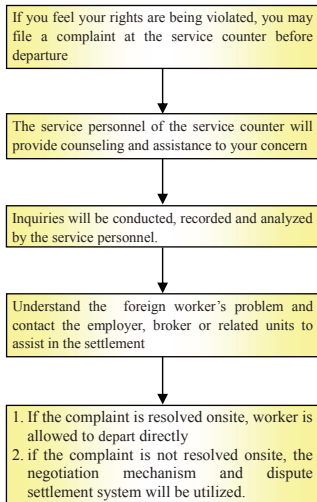 If you feel your rights are being violated, you may
file a complaint at the service counter before
departure
The service personnel of the service counter will
provide counseling and assistance to your concern
Inquiries will be conducted, recorded and analyzed
by the service personnel.
Understand the foreign worker's problem and
contact the employer, broker or related units to
assist in the settlement
1. If the complaint is resolved onsite, worker is
allowed to depart directly
2. if the complaint is not resolved onsite, the
negotiation mechanism and dispute
settlement system will be utilized.